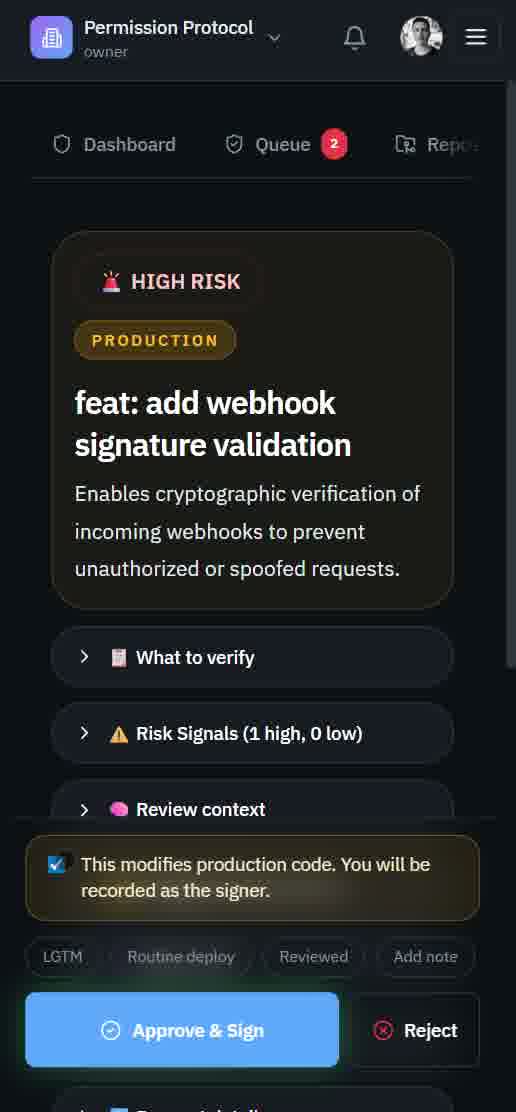 Permission Protocol
owner
Dashboard
Queue 2
HIGH RISK
PRODUCTION
feat: add webhook
signature validation
Enables cryptographic verification of
incoming webhooks to prevent
unauthorized or spoofed requests.
What to verify
Risk Signals (1 high, 0 low)
Review context
This modifies production code. You will be
recorded as the signer.
LGTM
Routine deploy
Reviewed
Add note
Approve & Sign
Reject